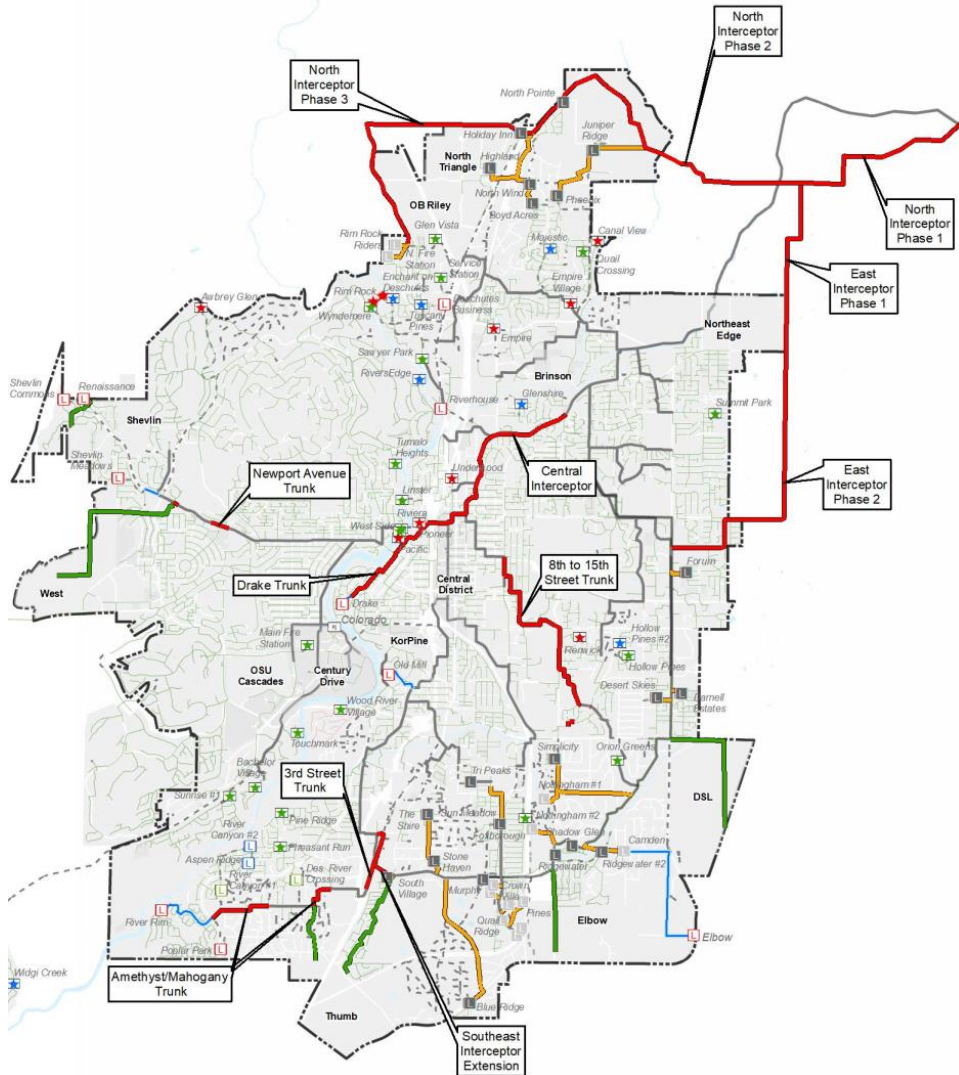 North
Interceptor
Phase 2
North
Interceptor
Phase 3
North Pointe
Holiday Inn
Juniper
Ridge
North
Triangle
Highland
North Wind
Boyd Acres
Phoenix
North
Interceptor
Phase 1
OB Riley
Glen Vista
Rim Rock
Riders
N. Fire
Station
Service
Station
Majestic
Canal View
Quail
Crossing
East
Interceptor
Phase 1
Enchant on
Deschutes
Rim Rock
Wyndemere
Tuscany
Pines
Deschutes
Business
Empire
Village
Awbrey Glen
Empire
Northeast
Edge
Sawyer Park
RiversEdge
Brinson
Shevlin
Commons
Renaissance
Riverhouse
Glenshire
Summit Park
Shevlin
Shevlin
Meadows
Tumalo
Heights
Underwood
Central
Interceptor
Newport Avenue
Trunk
Linster
Riviera
West Side
Pioneer
Pacific
East
Interceptor
Phase 2
West
Drake Trunk
Central
District
8th to 15th
Street Trunk
Forum
Drake
Colorado
Main Fire
Station
KorPine
Renwick
Hollow
Pines #2
Hollow Pines
OSU
Cascades
Century
Drive
Old Mill
Desert Skies
Darnell
Estates
Wood River
Village
Touchmark
Simplicity
Orion Greens
Bachelor
Village
3rd Street
Trunk
Tri Peaks
Nottingham #1
DSL
Sunrise #1
Pine Ridge
The
Shire
Sun Meadow
Foxborough
Nottingham #2
Shadow Glen
Camden
River
Canyon #2
Pheasant Run
Aspen Ridge
River
Canyon #1
Des. River
Crossing
Stone
Haven
Ridgewater
Ridgewater #2
South
Village
Murphy
Crown
Villa
River Rim
Quail
Ridge
Pines
Elbow
Elbow
Poplar Park
Widgi Creek
Amethyst/Mahogany
Trunk
Blue Ridge
Thumb
Southeast
Interceptor
Extension